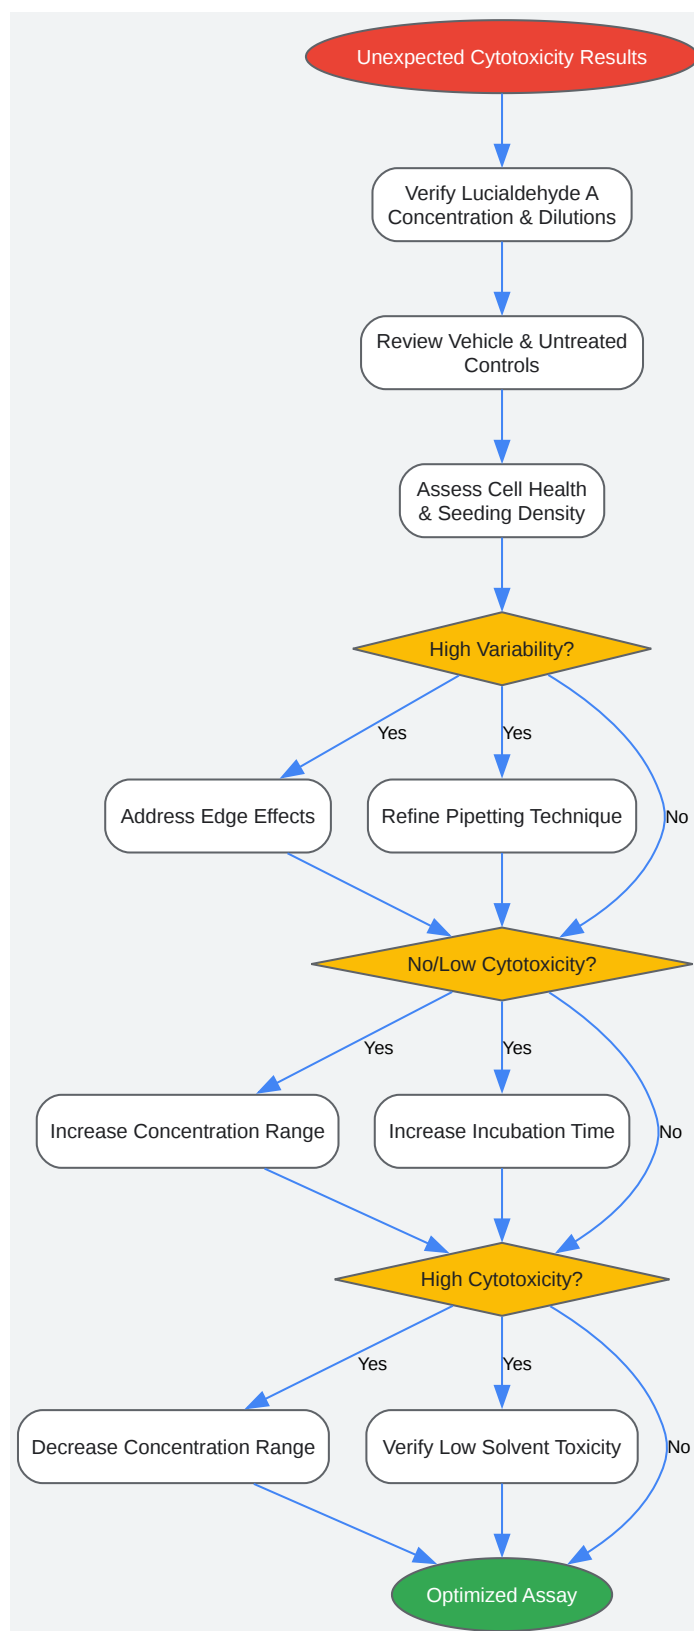 Unexpected Cytotoxicity Results
Verify Lucialdehyde A
Concentration & Dilutions
Review Vehicle & Untreated
Controls
Assess Cell Health
& Seeding Density
High Variability?
Yes
Yes
No
Address Edge Effects
Refine Pipetting Technique
No/Low Cytotoxicity?
Yes
Yes
No
Increase Concentration Range
Increase Incubation Time
High Cytotoxicity?
Yes
Yes
No
Decrease Concentration Range
Verify Low Solvent Toxicity
Optimized Assay